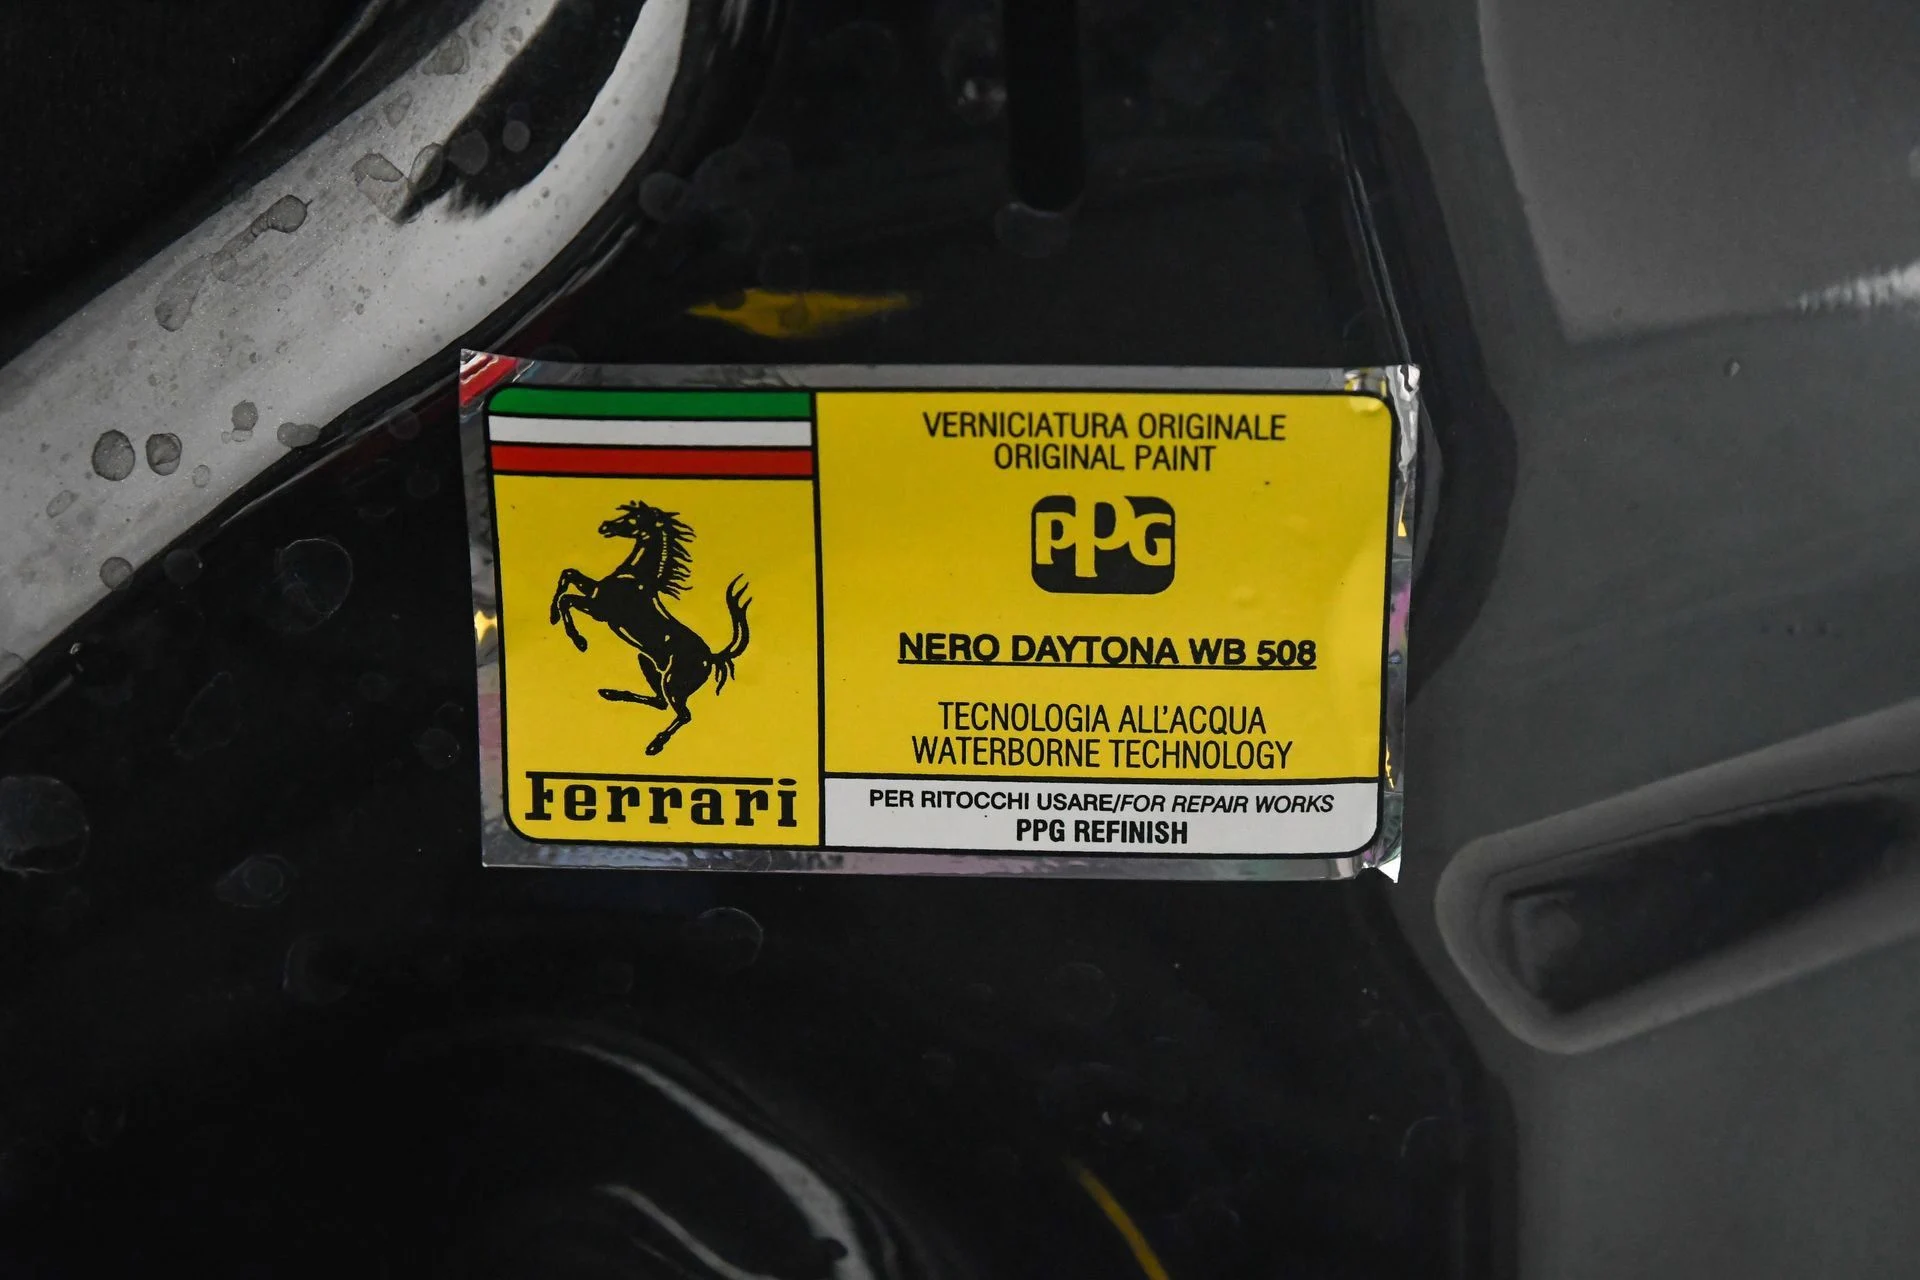 VERNICIATURA ORIGINALE
ORIGINAL PAINT
PPG
NERO DAYTONA WB 508
TECNOLOGIA ALL'ACQUA
WATERBORNE TECHNOLOGY
Ferrari
PER RITOCCHI USARE/FOR REPAIR WORKS
PPG REFINISH